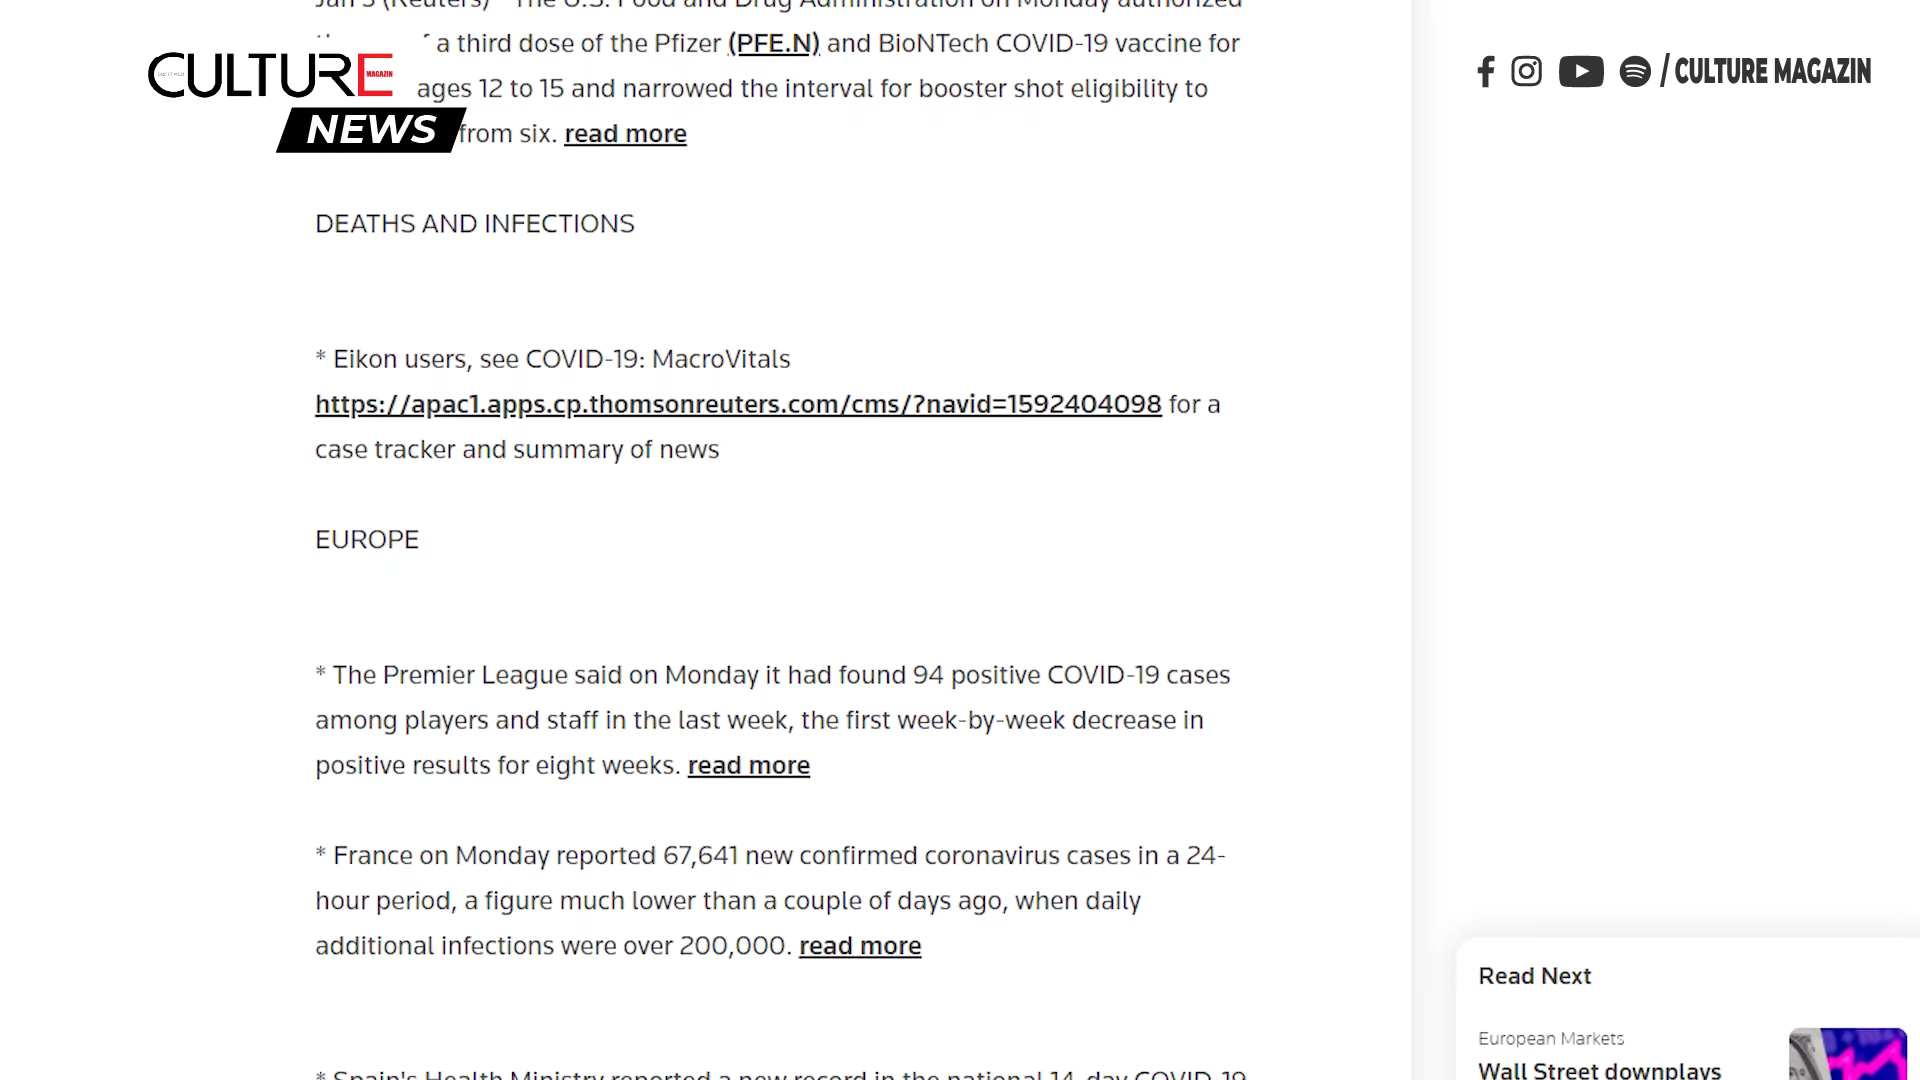 Jan 3 (Reuters) - The U.S. Food and Drug Administration on Monday authorized
a third dose of the Pfizer (PFE.N) and BioNTech COVID-19 vaccine for
ages 12 to 15 and narrowed the interval for booster shot eligibility to
from six. read more
CULTURE
MAGAZIN
NEWS
/ CULTURE MAGAZIN
DEATHS AND INFECTIONS
* Eikon users, see COVID-19: MacroVitals
https://apac1.apps.cp.thomsonreuters.com/cms/?navid=1592404098 for a
case tracker and summary of news
EUROPE
* The Premier League said on Monday it had found 94 positive COVID-19 cases
among players and staff in the last week, the first week-by-week decrease in
positive results for eight weeks. read more
* France on Monday reported 67,641 new confirmed coronavirus cases in a 24-
hour period, a figure much lower than a couple of days ago, when daily
additional infections were over 200,000. read more
* Spain's Health Ministry reported a new record in the national 14-day COVID-19
Read Next
European Markets
Wall Street downplays